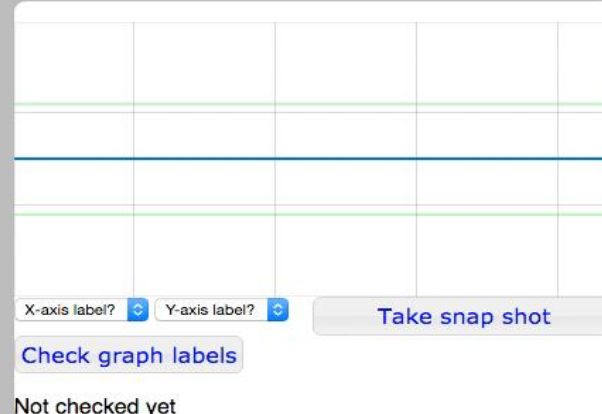 X-axis label? Y-axis label? Take snap shot
Check graph labels
Not checked yet